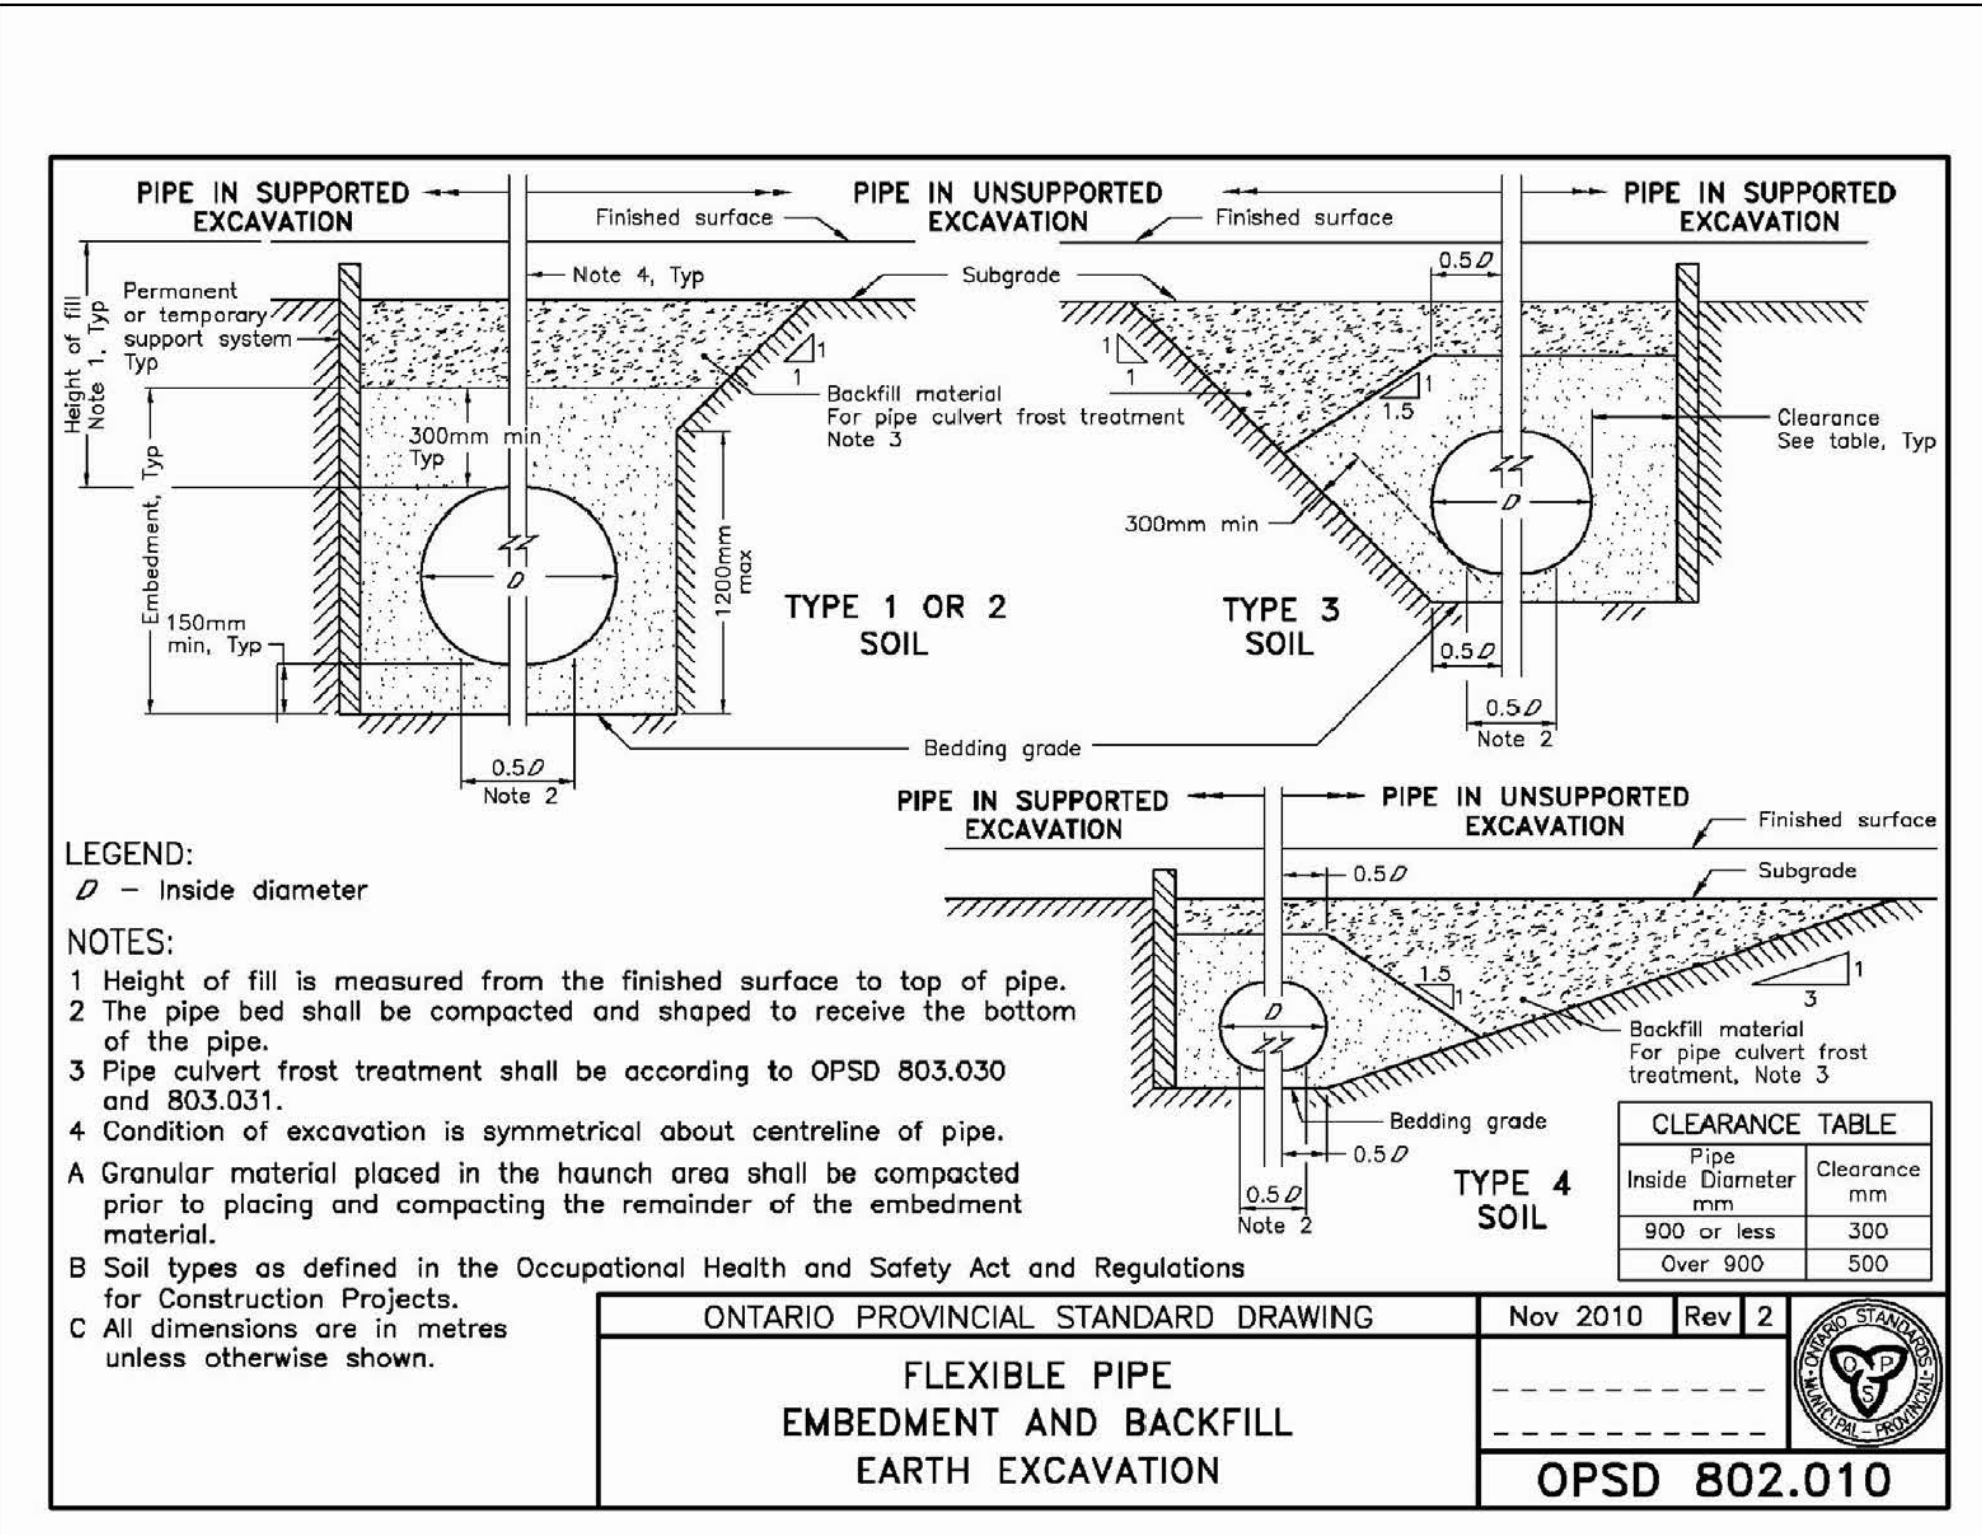 PIPE IN SUPPORTED
EXCAVATION
PIPE IN UNSUPPORTED
EXCAVATION
PIPE IN SUPPORTED
EXCAVATION
Finished surface
Finished surface
Note 4, Typ
Subgrade
0.5D
Height of fill
Note 1, Typ
Permanent
or temporary
support system
Typ
1
1
1
1
Backfill material
For pipe culvert frost treatment
Note 3
1
1.5
Clearance
See table, Typ
300mm min
Typ
Embedment, Typ
D
1200mm
max
150mm
min, Typ
TYPE 1 OR 2
SOIL
300mm min
D
TYPE 3
SOIL
0.5D
0.5D
Note 2
Bedding grade
0.5D
Note 2
PIPE IN SUPPORTED
EXCAVATION
PIPE IN UNSUPPORTED
EXCAVATION
Finished surface
Subgrade
0.5D
1.5
1
1
3
D
Backfill material
For pipe culvert frost
treatment, Note 3
Bedding grade
0.5D
0.5D
Note 2
TYPE 4
SOIL
LEGEND:
D – Inside diameter
NOTES:
1 Height of fill is measured from the finished surface to top of pipe.
2 The pipe bed shall be compacted and shaped to receive the bottom
of the pipe.
3 Pipe culvert frost treatment shall be according to OPSD 803.030
and 803.031.
4 Condition of excavation is symmetrical about centreline of pipe.
A Granular material placed in the haunch area shall be compacted
prior to placing and compacting the remainder of the embedment
material.
B Soil types as defined in the Occupational Health and Safety Act and Regulations
for Construction Projects.
C All dimensions are in metres
unless otherwise shown.
CLEARANCE TABLE
Pipe
Inside Diameter
mm
Clearance
mm
900 or less 300
Over 900 500
ONTARIO PROVINCIAL STANDARD DRAWING
Nov 2010 Rev 2
FLEXIBLE PIPE
EMBEDMENT AND BACKFILL
EARTH EXCAVATION
ONTARIO STANDARDS
MUNICIPAL – PROVINCIAL
O P S
OPSD 802.010